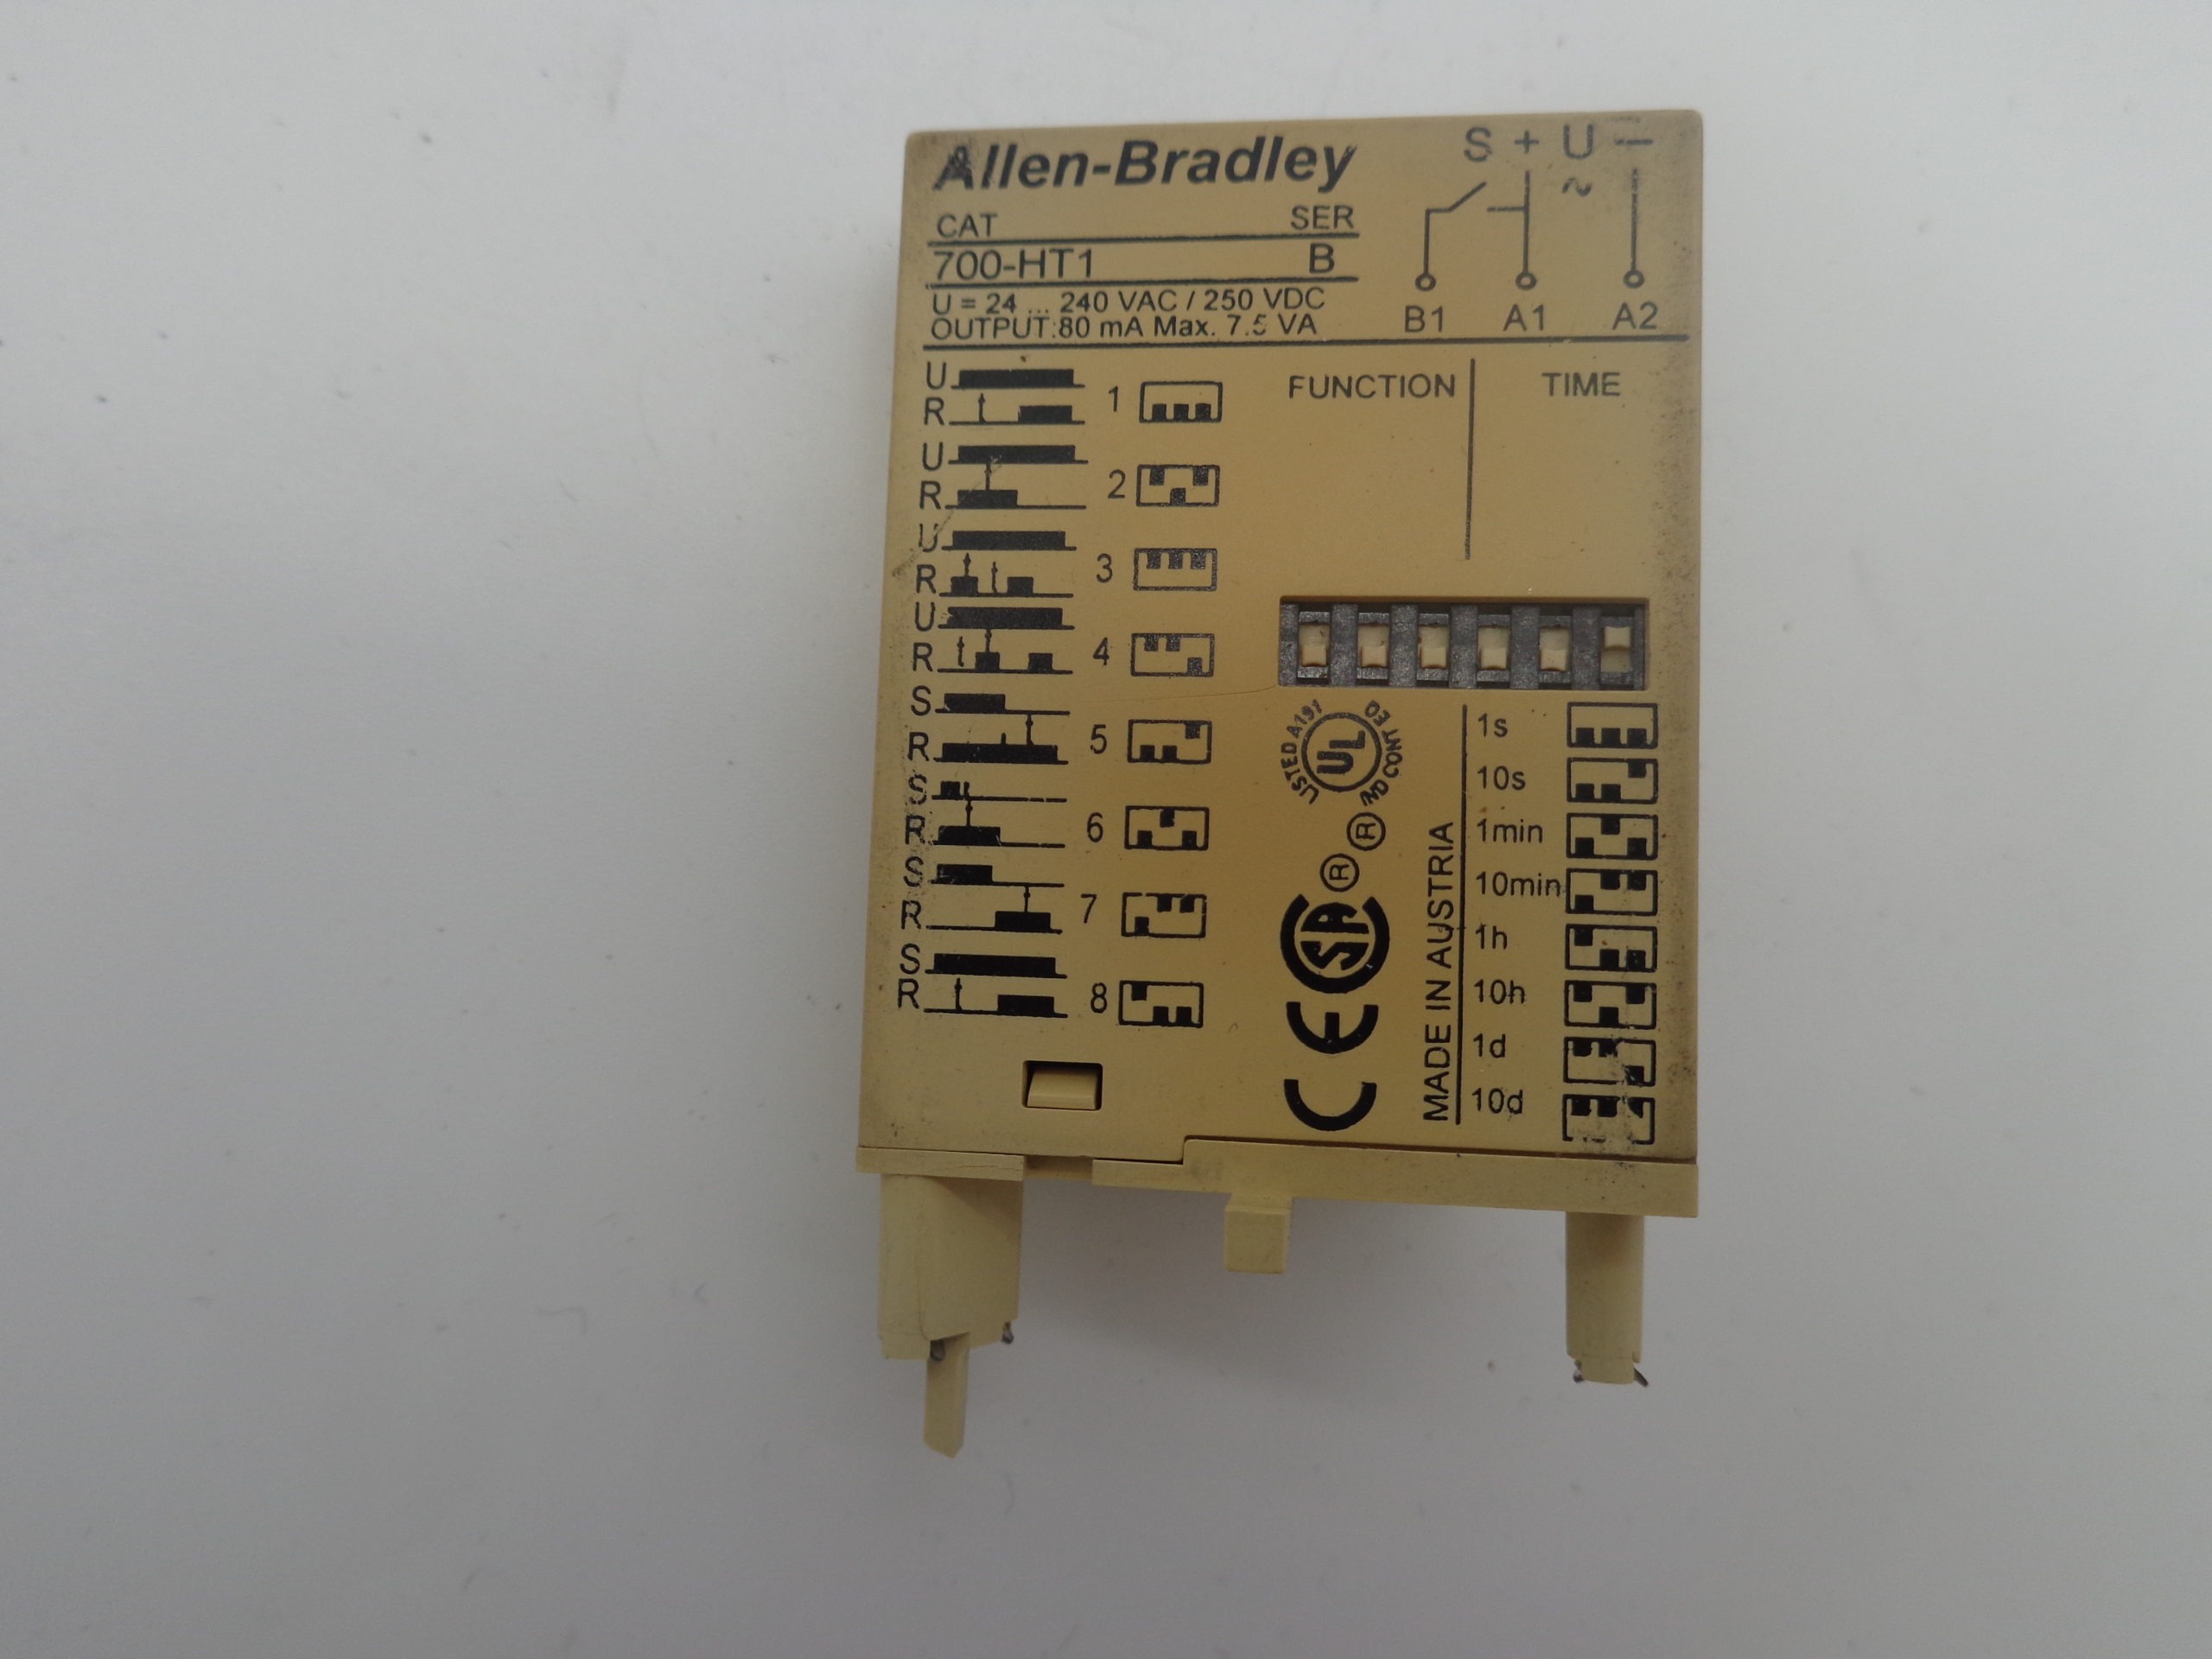 Allen-Bradley
CAT SER
700-HT1 B
U = 24 ... 240 VAC / 250 VDC
OUTPUT:80 mA Max. 7.5 VA
S + U –
~
B1 A1 A2
FUNCTION TIME
U
R 1
U
R 2
U
R 3
U
R 4
S
R 5
S
R 6
S
R 7
S
R 8
LISTED
UL
IND CONT EQ
® ®
SA
CE
MADE IN AUSTRIA
1s
10s
1min
10min
1h
10h
1d
10d